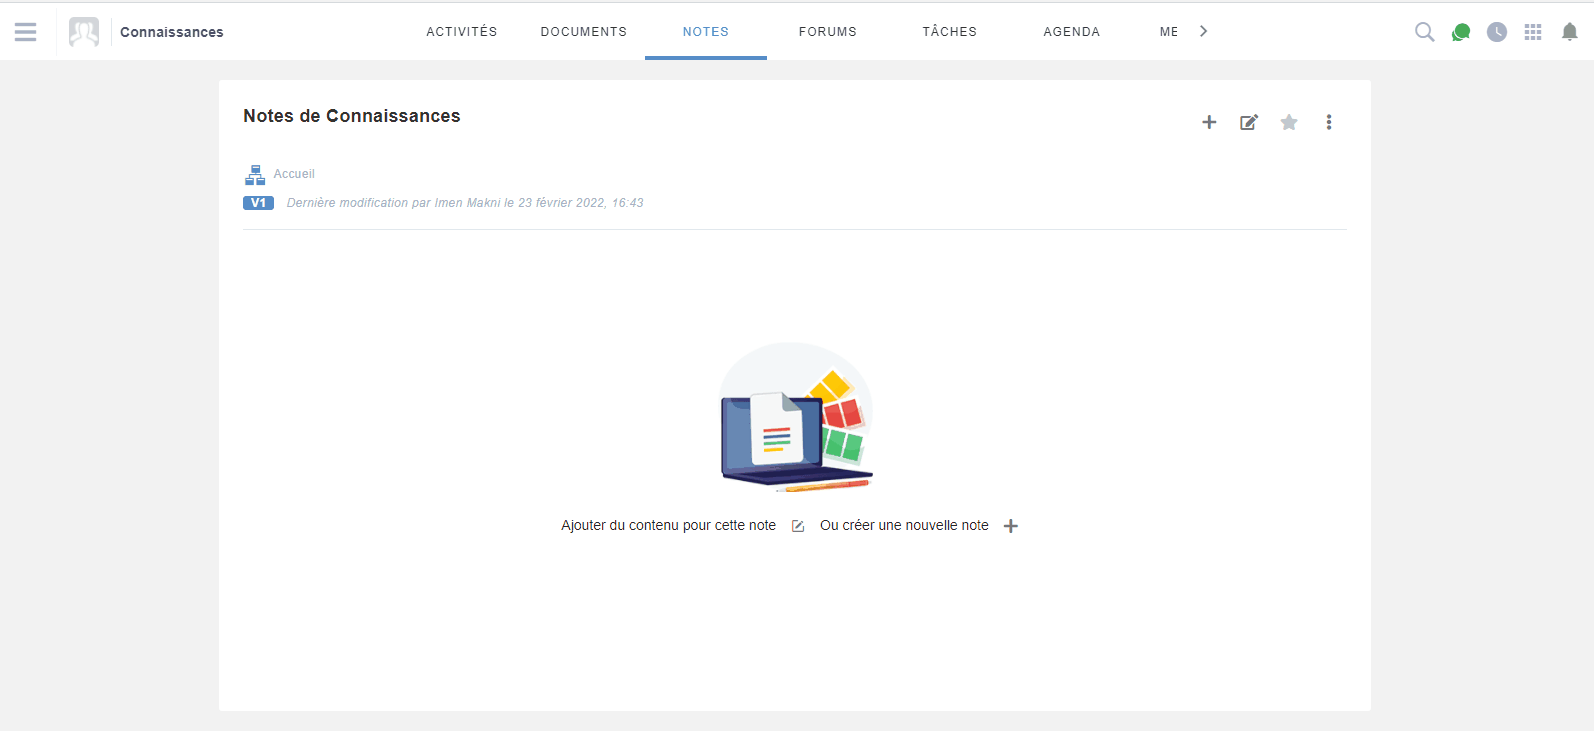 Connaissances ACTIVITÉS DOCUMENTS NOTES FORUMS TÂCHES AGENDA ME
Notes de Connaissances
Accueil
V1 Dernière modification par Imen Makni le 23 février 2022, 16:43
Ajouter du contenu pour cette note Ou créer une nouvelle note